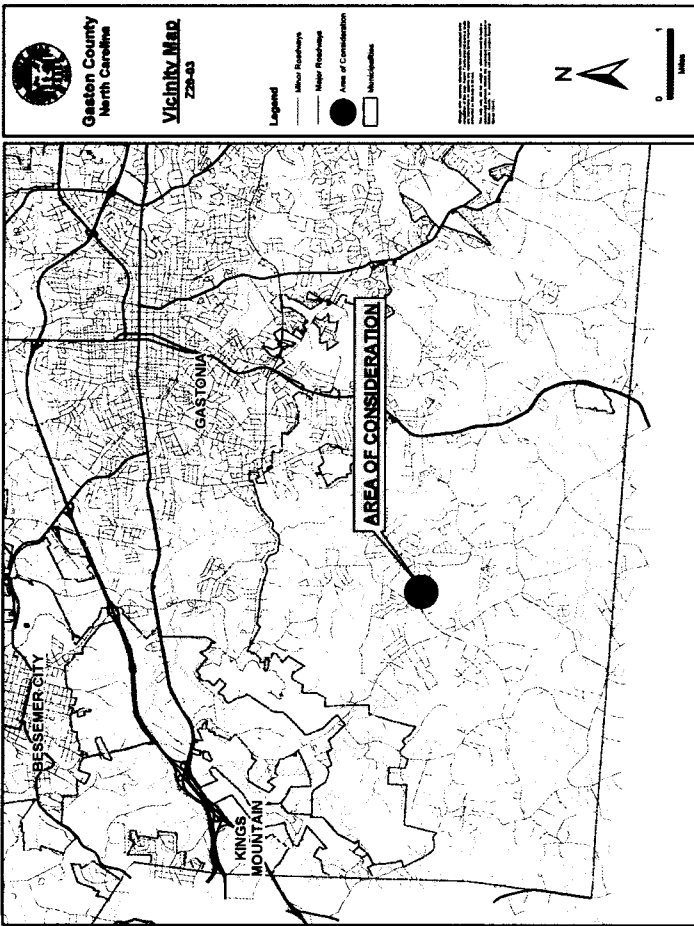 Gaston County
North Carolina
Vicinity Map
Z20-03
Legend
Minor Roadways
Major Roadways
Area of Consideration
Municipalities
N
0 1
Miles
BESSEMER CITY
GASTONIA
KINGS
MOUNTAIN
AREA OF CONSIDERATION